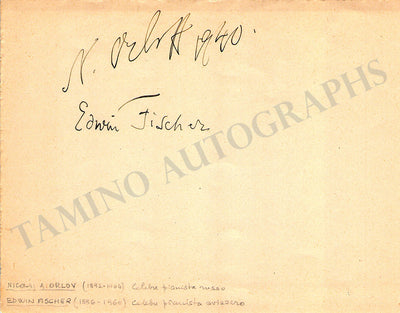 N. Orloff 1940.
Edwin Fischer
TAMINO AUTOGRAPHS
NICOLAI A. ORLOV (1892-1964) Celebre pianista russo
EDWIN FISCHER (1886-1960) Celebre pianista svizzero